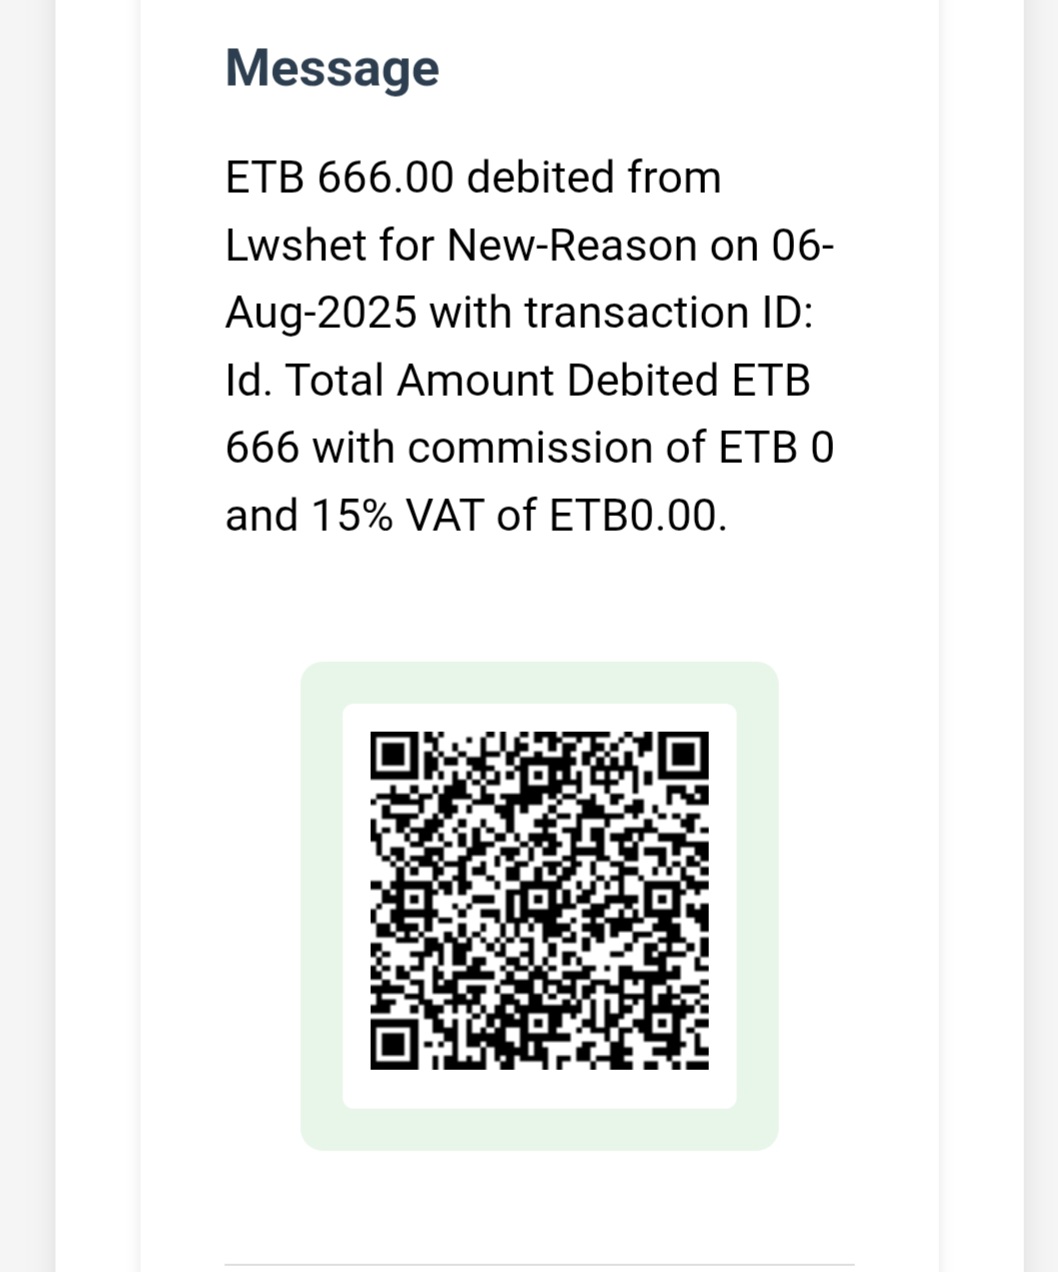 Message
ETB 666.00 debited from
Lwshet for New-Reason on 06-
Aug-2025 with transaction ID:
Id. Total Amount Debited ETB
666 with commission of ETB 0
and 15% VAT of ETB0.00.